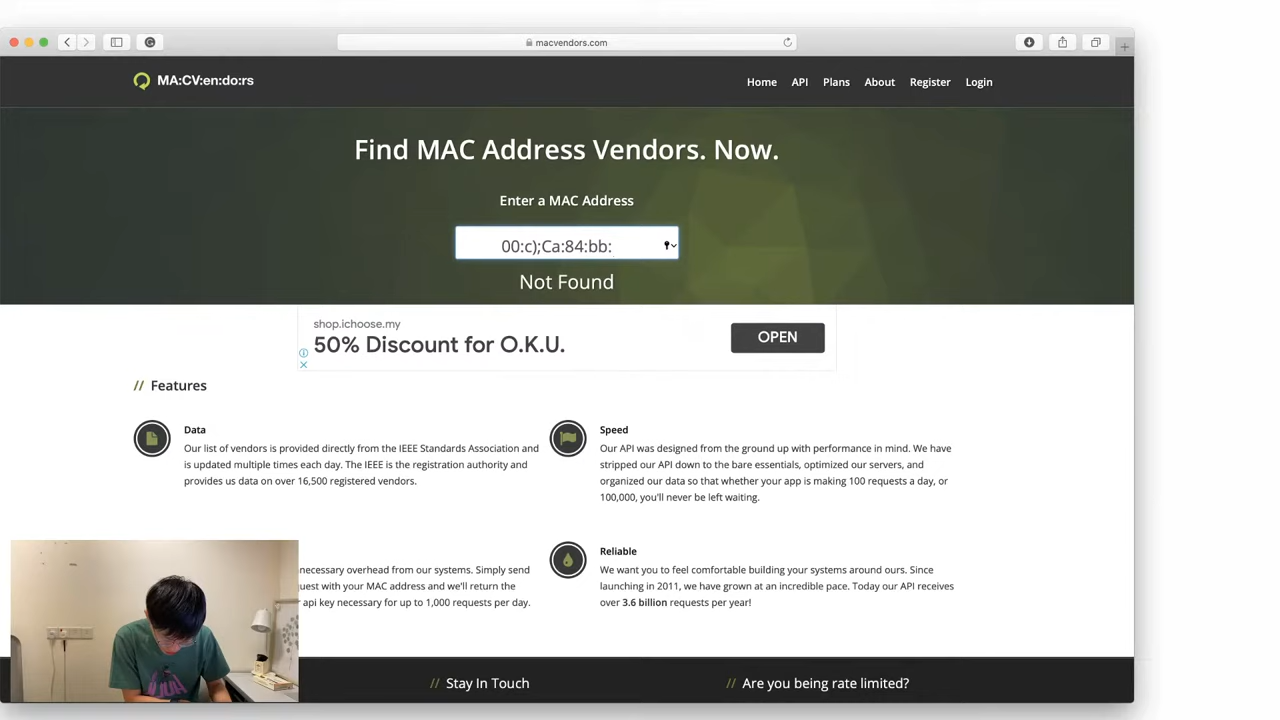 macvendors.com
MA:CV:en:do:rs
Home API Plans About Register Login
Find MAC Address Vendors. Now.
Enter a MAC Address
00:c);Ca:84:bb:
Not Found
shop.ichoose.my
50% Discount for O.K.U.
OPEN
// Features
Data
Our list of vendors is provided directly from the IEEE Standards Association and
is updated multiple times each day. The IEEE is the registration authority and
provides us data on over 16,500 registered vendors.
Speed
Our API was designed from the ground up with performance in mind. We have
stripped our API down to the bare essentials, optimized our servers, and
organized our data so that whether your app is making 100 requests a day, or
100,000, you'll never be left waiting.
necessary overhead from our systems. Simply send
uest with your MAC address and we'll return the
api key necessary for up to 1,000 requests per day.
Reliable
We want you to feel comfortable building your systems around ours. Since
launching in 2011, we have grown at an incredible pace. Today our API receives
over 3.6 billion requests per year!
// Stay In Touch
// Are you being rate limited?